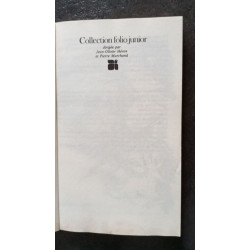 Collection folio junior
dirigée par
Jean-Olivier Héron
et Pierre Marchand